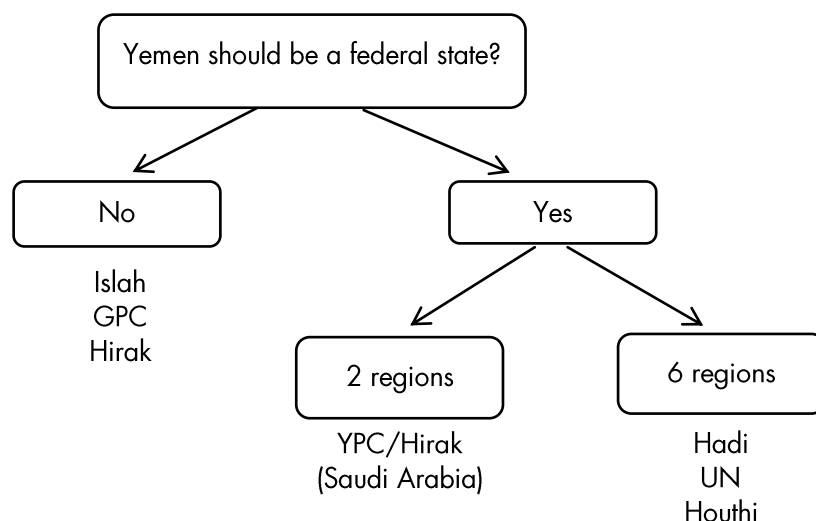 Yemen should be a federal state?
No
Yes
Islah
GPC
Hirak
2 regions
6 regions
YPC/Hirak
(Saudi Arabia)
Hadi
UN
Houthi